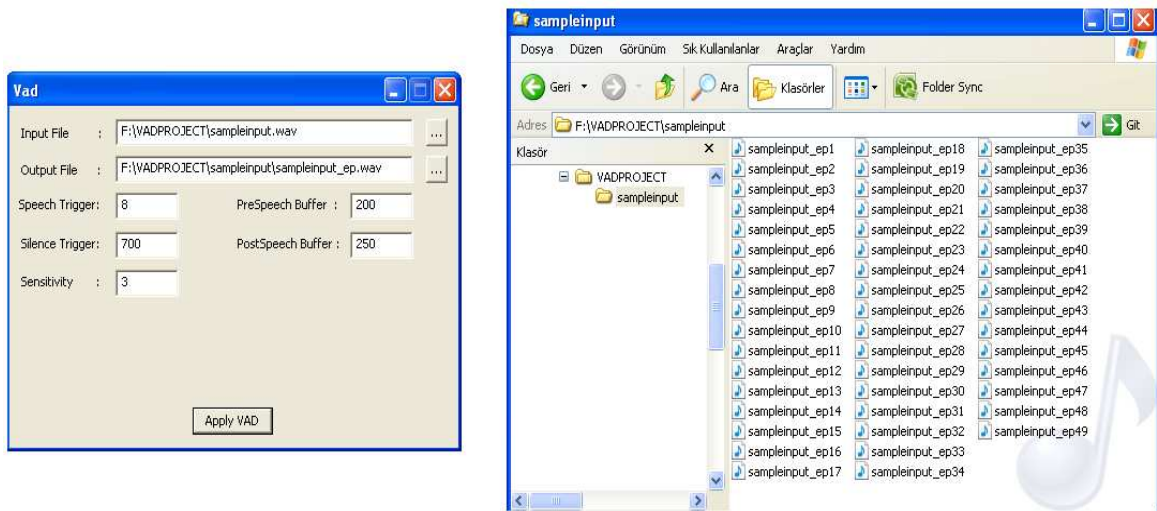 Vad
Input File : F:\VADPROJECT\sampleinput.wav ...
Output File : F:\VADPROJECT\sampleinput\sampleinput_ep.wav ...
Speech Trigger: 8 PreSpeech Buffer : 200
Silence Trigger: 700 PostSpeech Buffer : 250
Sensitivity : 3
Apply VAD
sampleinput
Dosya Düzen Görünüm Sık Kullanılanlar Araçlar Yardım
Geri Ara Klasörler Folder Sync
Adres F:\VADPROJECT\sampleinput Git
Klasör x
VADPROJECT
sampleinput
sampleinput_ep1 sampleinput_ep18 sampleinput_ep35
sampleinput_ep2 sampleinput_ep19 sampleinput_ep36
sampleinput_ep3 sampleinput_ep20 sampleinput_ep37
sampleinput_ep4 sampleinput_ep21 sampleinput_ep38
sampleinput_ep5 sampleinput_ep22 sampleinput_ep39
sampleinput_ep6 sampleinput_ep23 sampleinput_ep40
sampleinput_ep7 sampleinput_ep24 sampleinput_ep41
sampleinput_ep8 sampleinput_ep25 sampleinput_ep42
sampleinput_ep9 sampleinput_ep26 sampleinput_ep43
sampleinput_ep10 sampleinput_ep27 sampleinput_ep44
sampleinput_ep11 sampleinput_ep28 sampleinput_ep45
sampleinput_ep12 sampleinput_ep29 sampleinput_ep46
sampleinput_ep13 sampleinput_ep30 sampleinput_ep47
sampleinput_ep14 sampleinput_ep31 sampleinput_ep48
sampleinput_ep15 sampleinput_ep32 sampleinput_ep49
sampleinput_ep16 sampleinput_ep33
sampleinput_ep17 sampleinput_ep34